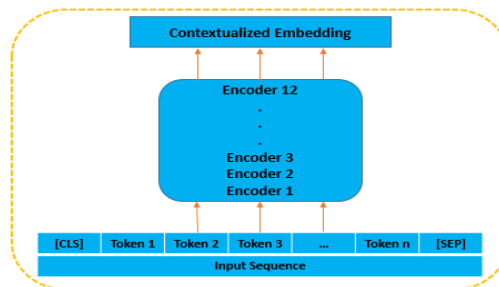 Contextualized Embedding
Encoder 12
.
.
.
Encoder 3
Encoder 2
Encoder 1
[CLS] Token 1 Token 2 Token 3 ... Token n [SEP]
Input Sequence